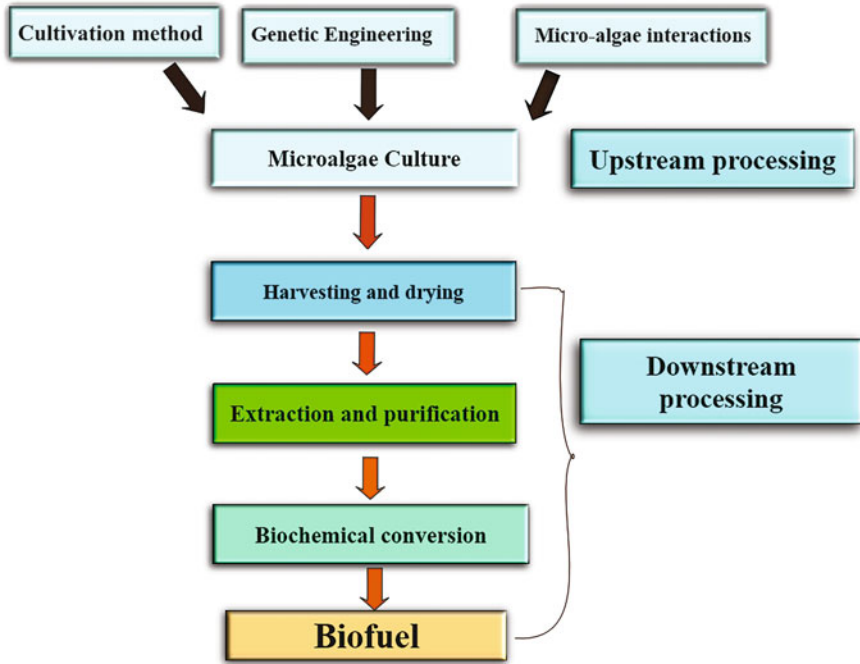 Cultivation method
Genetic Engineering
Micro-algae interactions
Microalgae Culture
Upstream processing
Harvesting and drying
Downstream
processing
Extraction and purification
Biochemical conversion
Biofuel